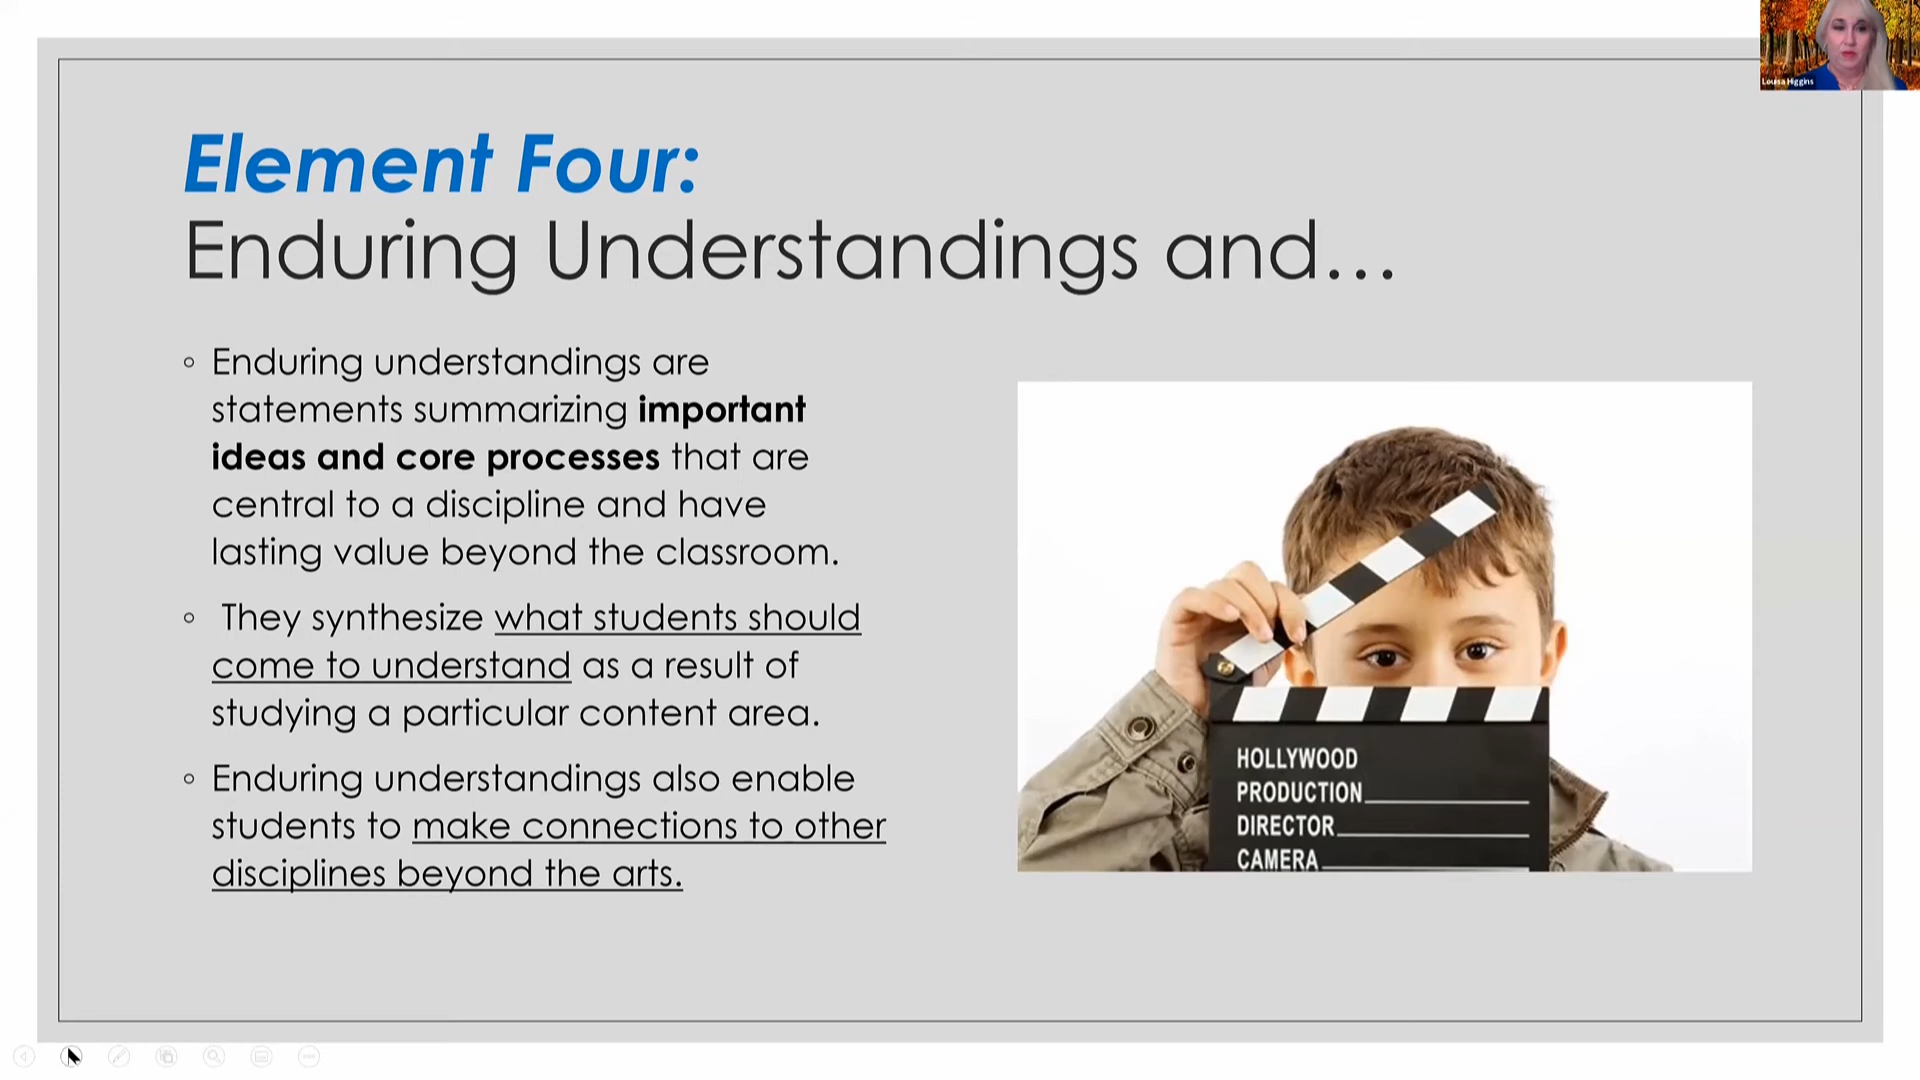 Louisa Higgins
Element Four:
Enduring Understandings and...
◦ Enduring understandings are
statements summarizing important
ideas and core processes that are
central to a discipline and have
lasting value beyond the classroom.
◦ They synthesize what students should
come to understand as a result of
studying a particular content area.
◦ Enduring understandings also enable
students to make connections to other
disciplines beyond the arts.
HOLLYWOOD
PRODUCTION
DIRECTOR
CAMERA